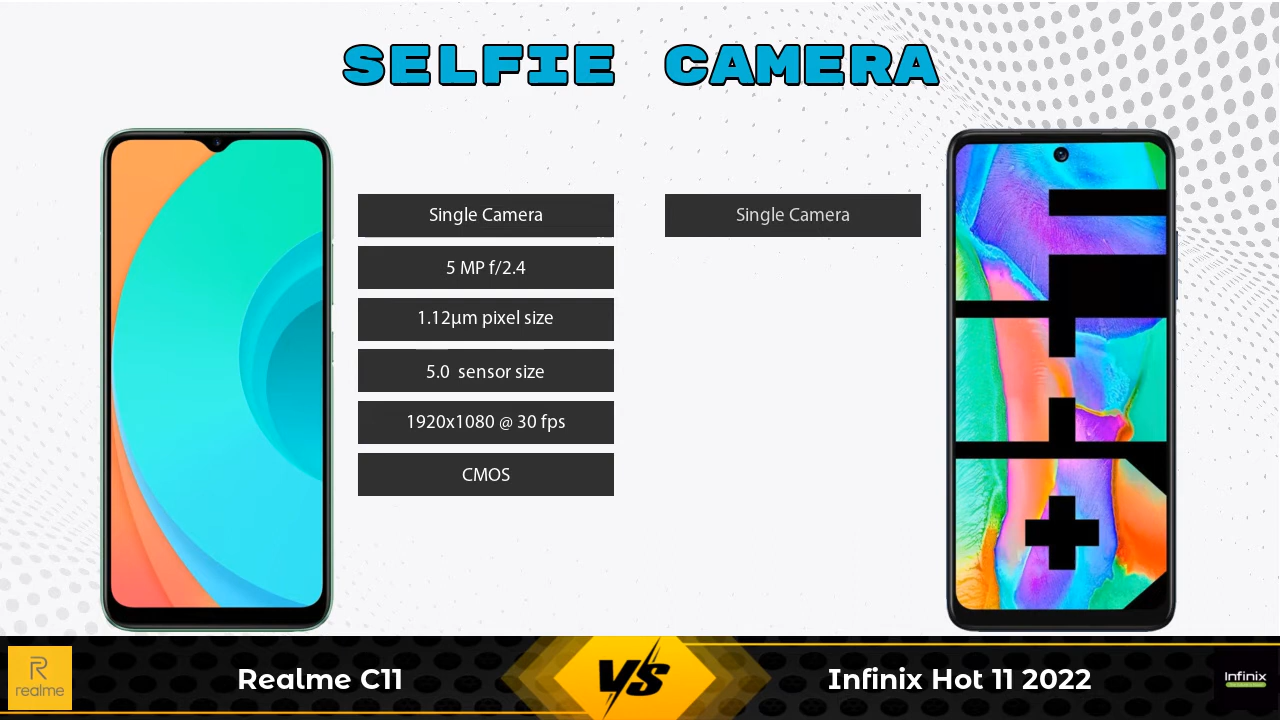 SELFIE CAMERA
Single Camera
5 MP f/2.4
1.12µm pixel size
5.0 sensor size
1920x1080 @ 30 fps
CMOS
Single Camera
R
realme
Realme C11
VS
Infinix Hot 11 2022
Infinix